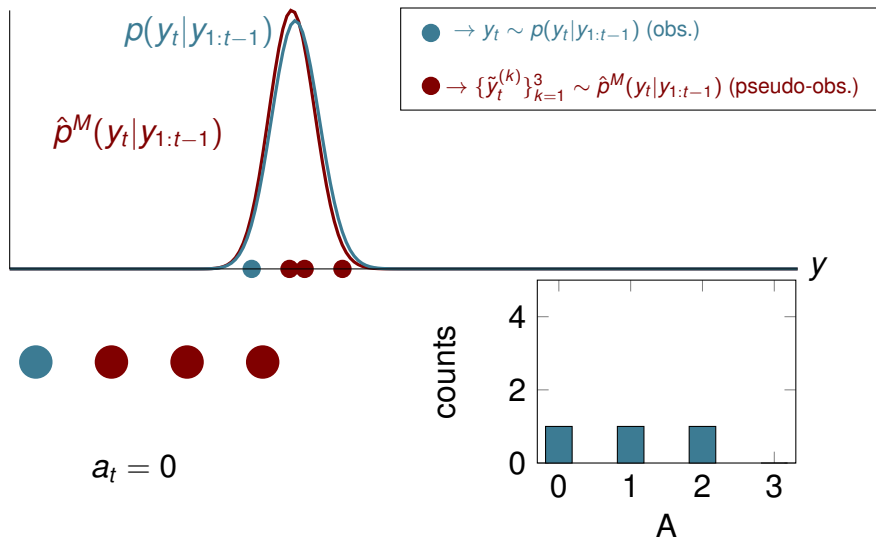 p(y_t|y_{1:t−1})
p̂^M(y_t|y_{1:t−1})
→ y_t ∼ p(y_t|y_{1:t−1}) (obs.)
→ {ỹ_t^{(k)}}_{k=1}^3 ∼ p̂^M(y_t|y_{1:t−1}) (pseudo-obs.)
y
a_t = 0
counts
4
2
0
0 1 2 3
A